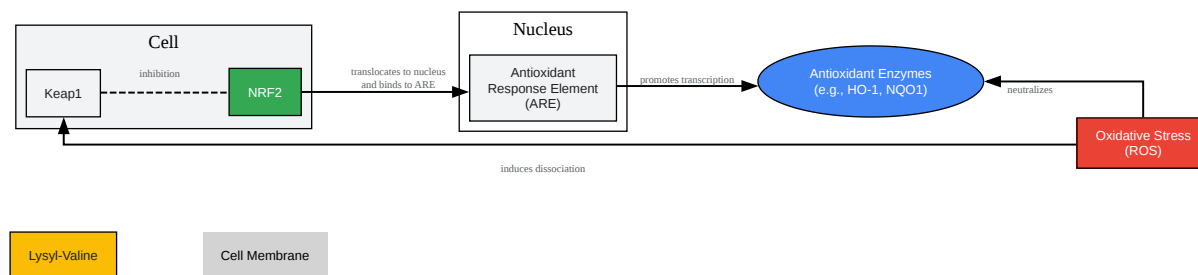 Cell
Keap1
inhibition
NRF2
translocates to nucleus
and binds to ARE
Nucleus
Antioxidant
Response Element
(ARE)
promotes transcription
Antioxidant Enzymes
(e.g., HO-1, NQO1)
neutralizes
Oxidative Stress
(ROS)
induces dissociation
Lysyl-Valine
Cell Membrane